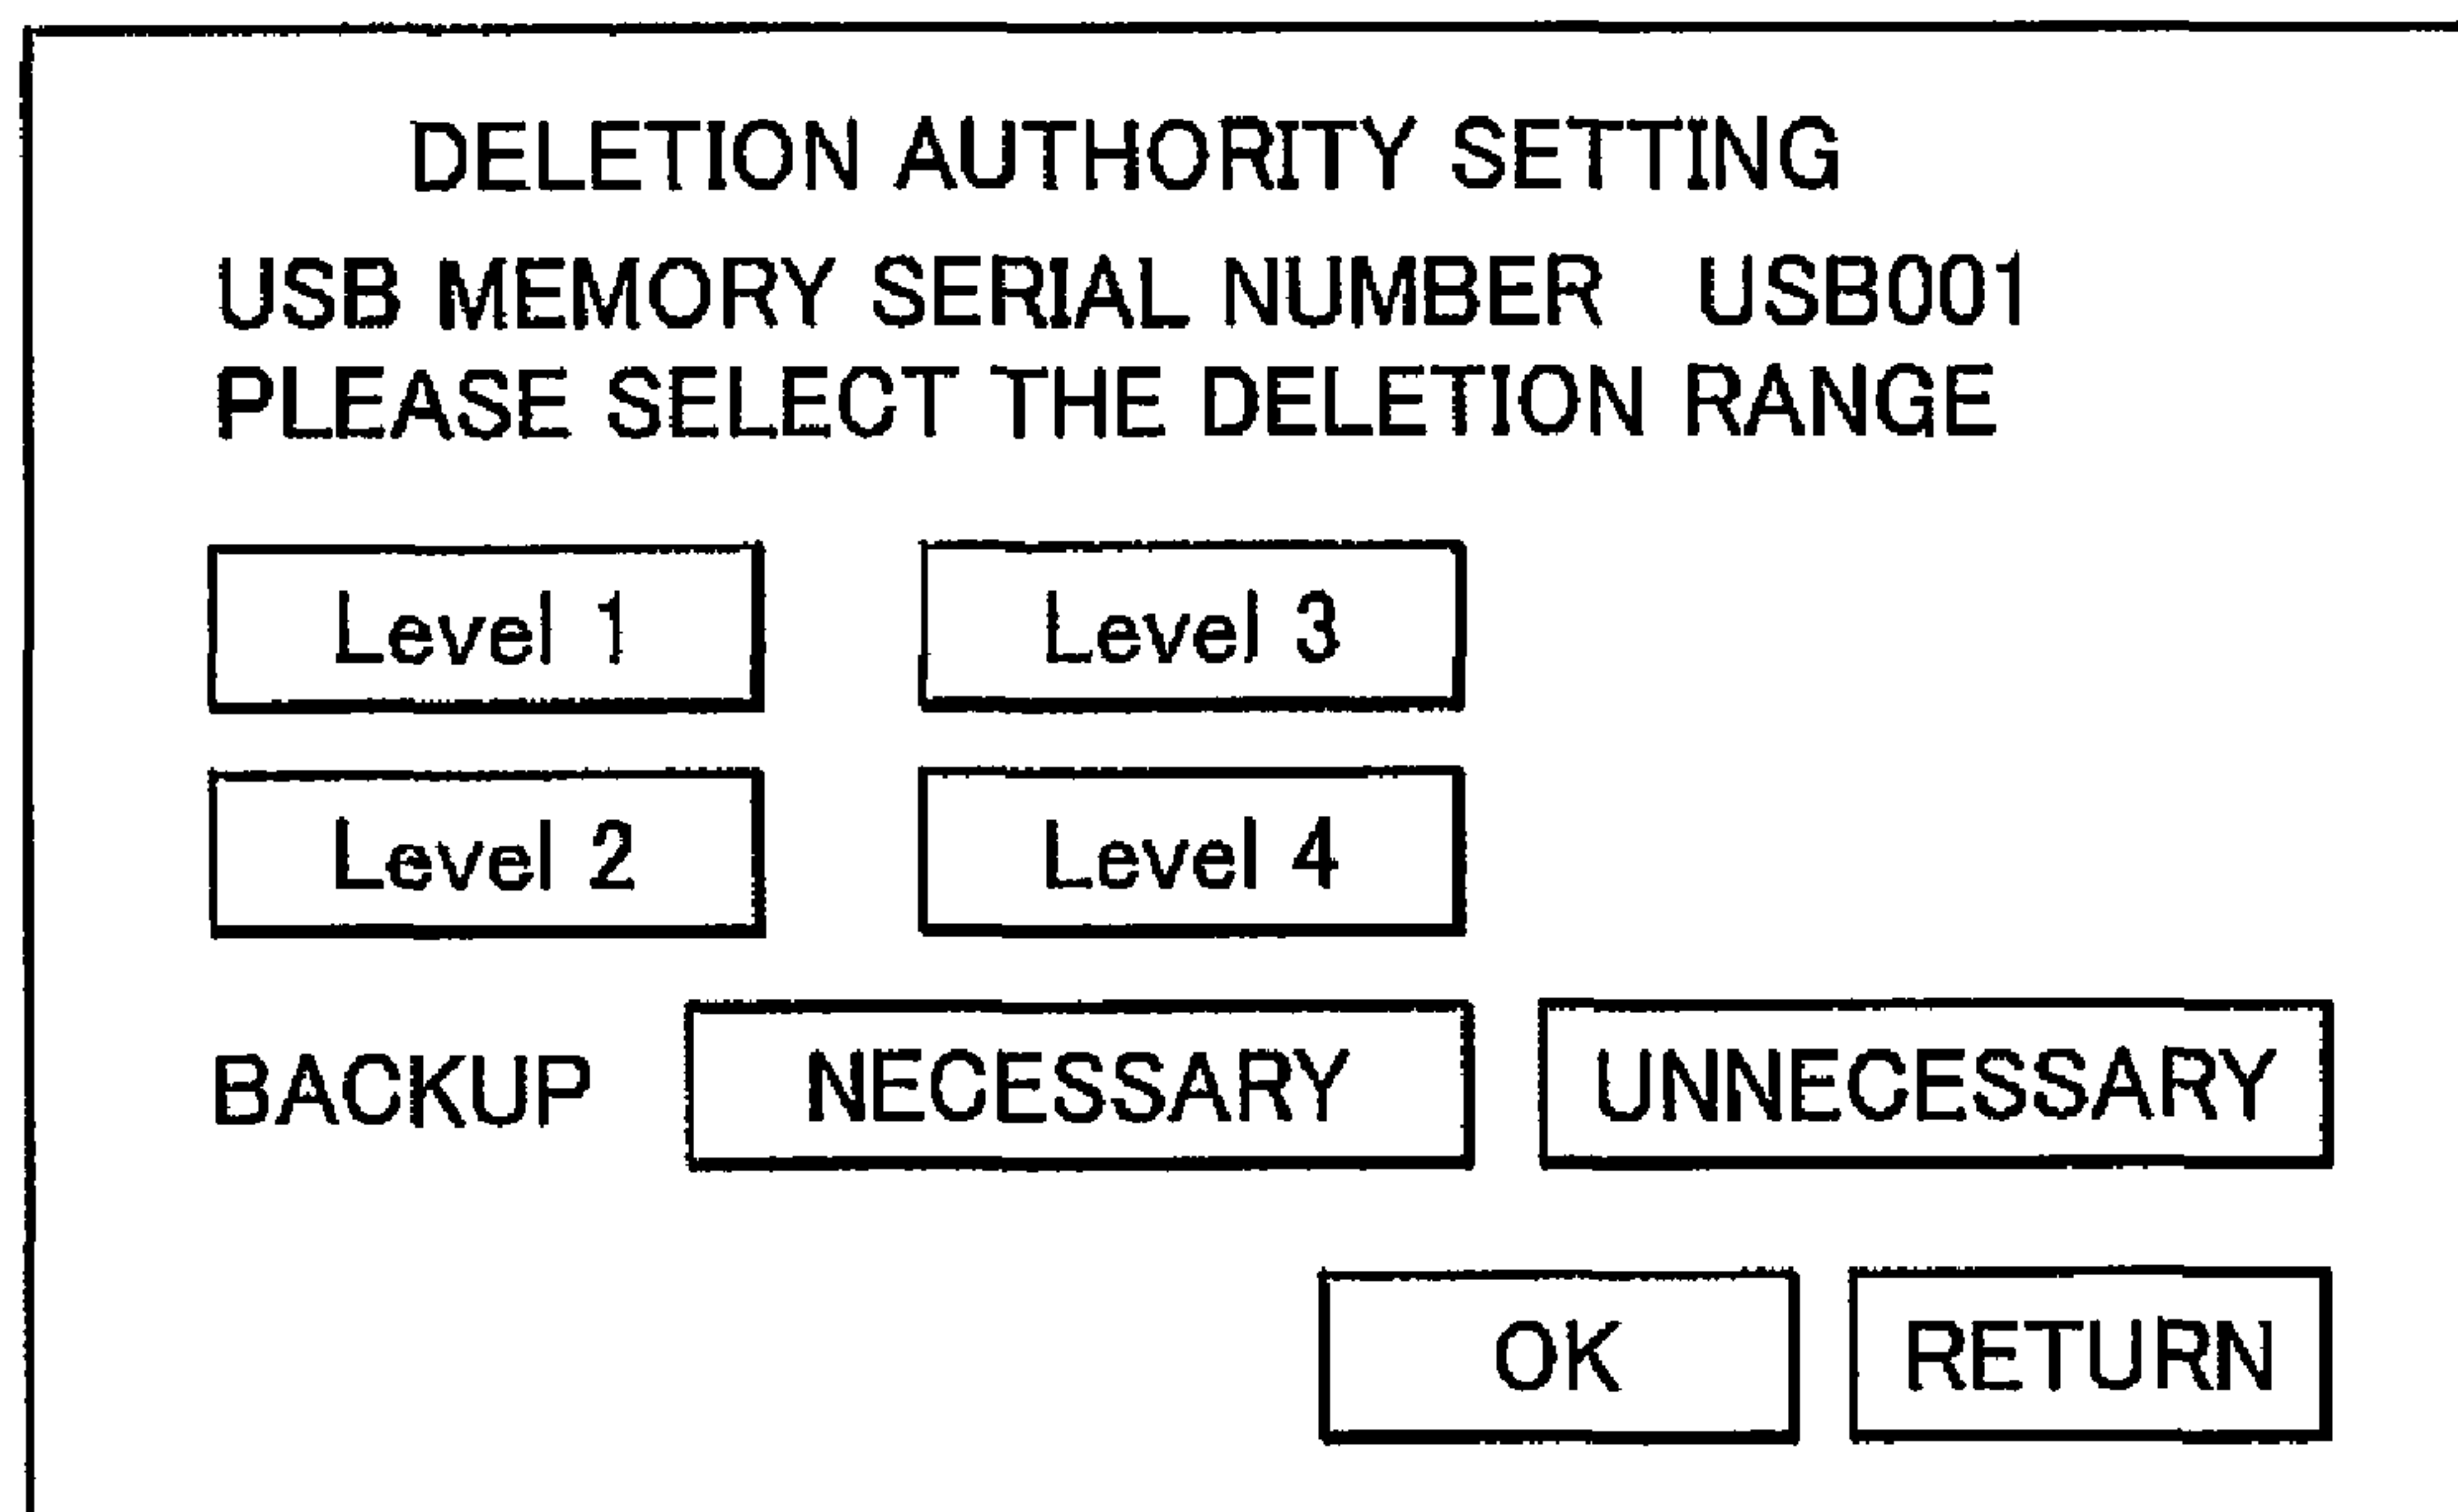 DELETION AUTHORITY SETTING
USB MEMORY SERIAL NUMBER USB001
PLEASE SELECT THE DELETION RANGE
Level 1 Level 3
Level 2 Level 4
BACKUP NECESSARY UNNECESSARY
OK RETURN